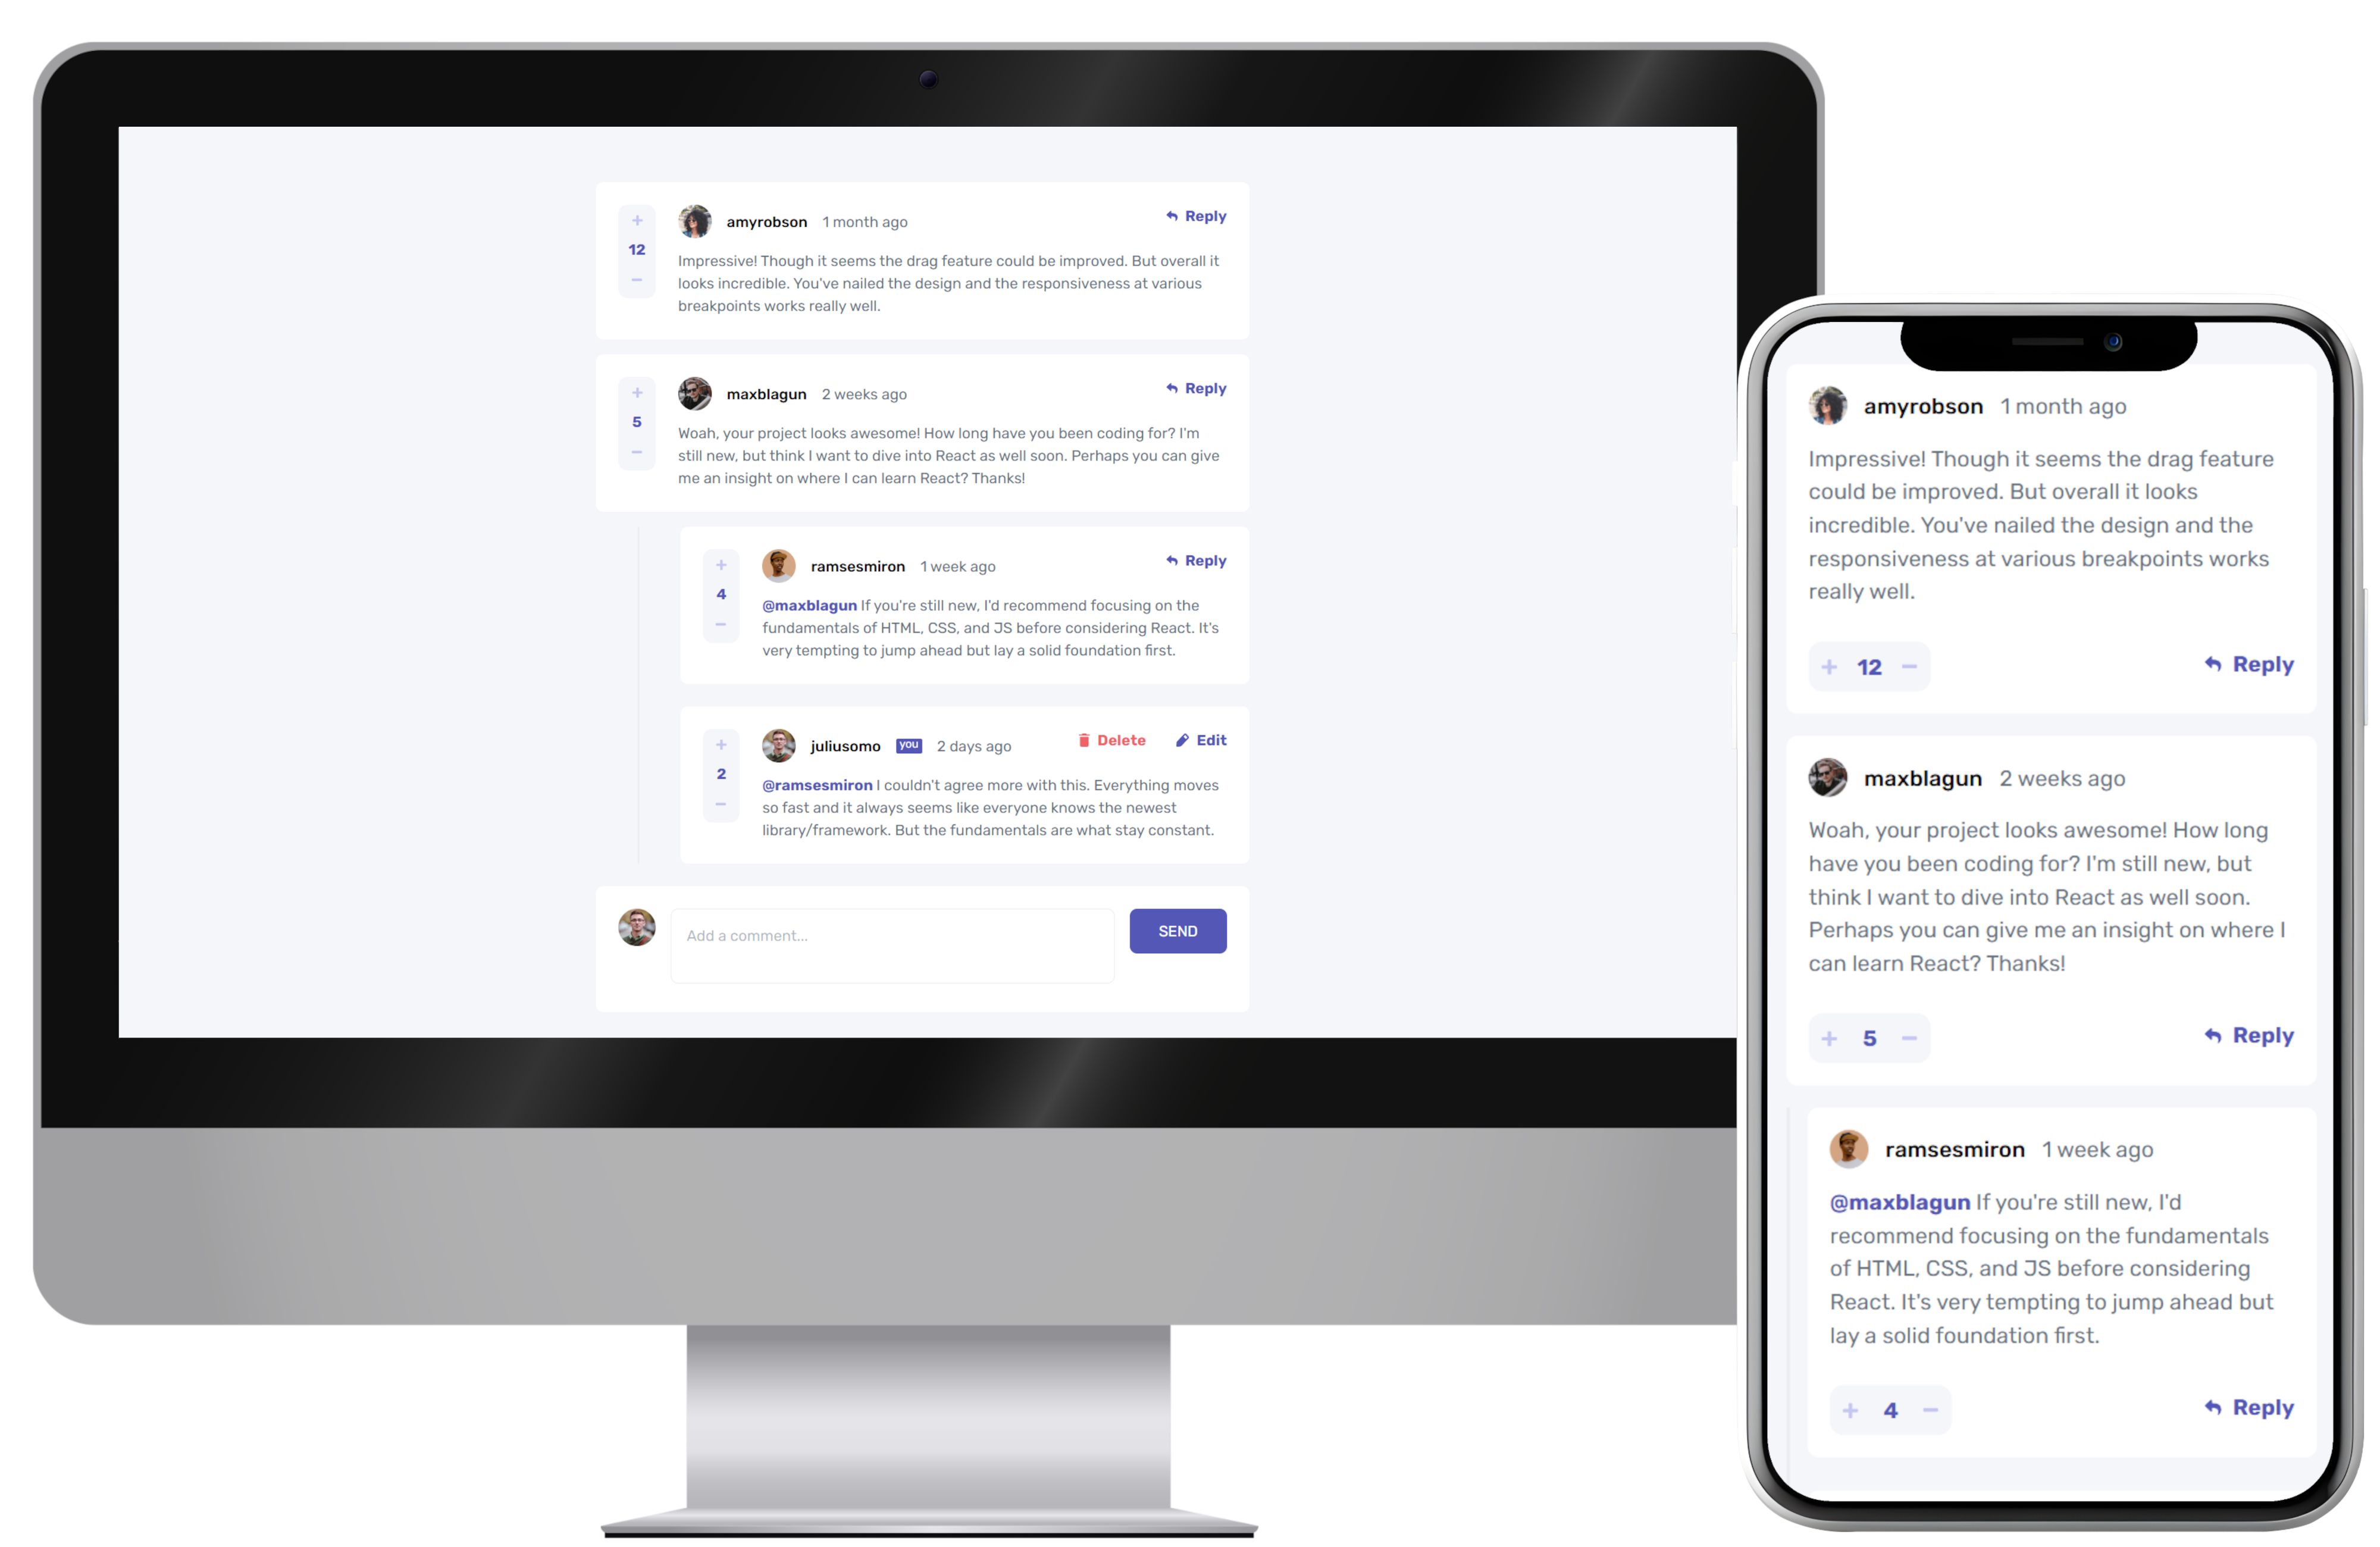 amyrobson 1 month ago Reply
+
12
−
Impressive! Though it seems the drag feature could be improved. But overall it
looks incredible. You've nailed the design and the responsiveness at various
breakpoints works really well.
maxblagun 2 weeks ago Reply
+
5
−
Woah, your project looks awesome! How long have you been coding for? I'm
still new, but think I want to dive into React as well soon. Perhaps you can give
me an insight on where I can learn React? Thanks!
ramsesmiron 1 week ago Reply
+
4
−
@maxblagun If you're still new, I'd recommend focusing on the
fundamentals of HTML, CSS, and JS before considering React. It's
very tempting to jump ahead but lay a solid foundation first.
juliusomo you 2 days ago Delete Edit
+
2
−
@ramsesmiron I couldn't agree more with this. Everything moves
so fast and it always seems like everyone knows the newest
library/framework. But the fundamentals are what stay constant.
Add a comment...
SEND
amyrobson 1 month ago
Impressive! Though it seems the drag feature
could be improved. But overall it looks
incredible. You've nailed the design and the
responsiveness at various breakpoints works
really well.
+ 12 − Reply
maxblagun 2 weeks ago
Woah, your project looks awesome! How long
have you been coding for? I'm still new, but
think I want to dive into React as well soon.
Perhaps you can give me an insight on where I
can learn React? Thanks!
+ 5 − Reply
ramsesmiron 1 week ago
@maxblagun If you're still new, I'd
recommend focusing on the fundamentals
of HTML, CSS, and JS before considering
React. It's very tempting to jump ahead but
lay a solid foundation first.
+ 4 − Reply